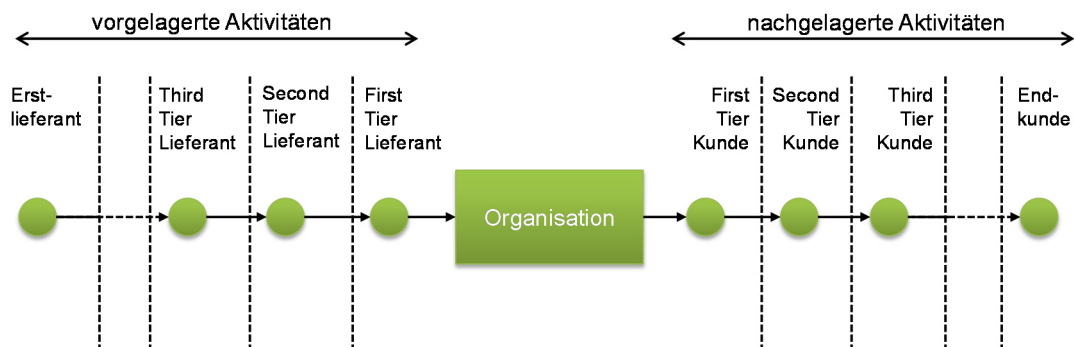 vorgelagerte Aktivitäten
nachgelagerte Aktivitäten
Erst-
lieferant
Third
Tier
Lieferant
Second
Tier
Lieferant
First
Tier
Lieferant
Organisation
First
Tier
Kunde
Second
Tier
Kunde
Third
Tier
Kunde
End-
kunde